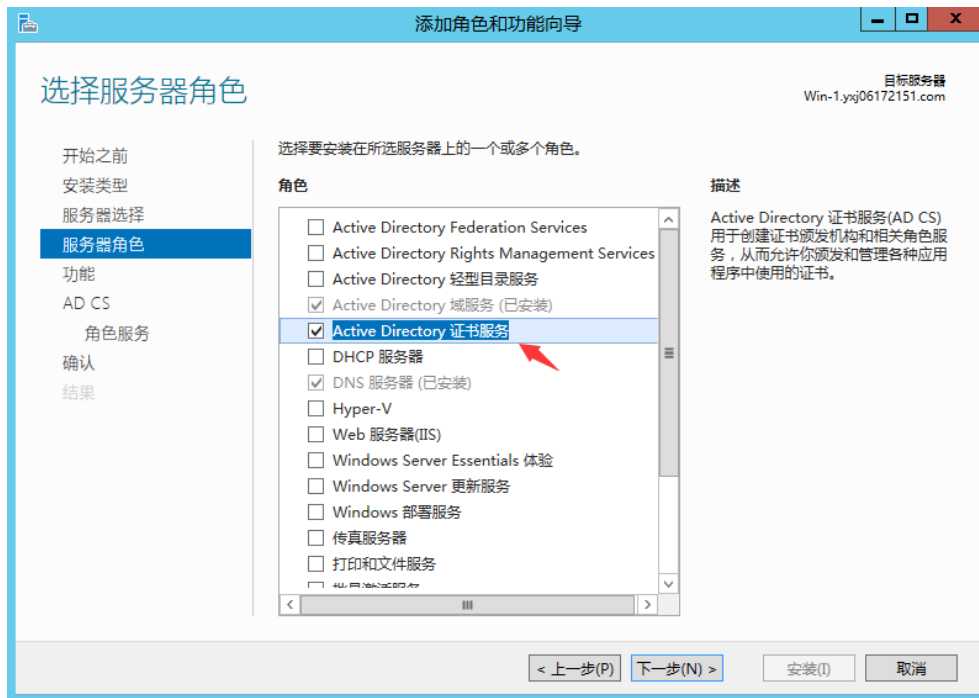 添加角色和功能向导
选择服务器角色
目标服务器
Win-1.yxj06172151.com
开始之前
安装类型
服务器选择
服务器角色
功能
AD CS
角色服务
确认
结果
选择要安装在所选服务器上的一个或多个角色。
角色
Active Directory Federation Services
Active Directory Rights Management Services
Active Directory 轻型目录服务
Active Directory 域服务 (已安装)
Active Directory 证书服务
DHCP 服务器
DNS 服务器 (已安装)
Hyper-V
Web 服务器(IIS)
Windows Server Essentials 体验
Windows Server 更新服务
Windows 部署服务
传真服务器
打印和文件服务
批量激活服务
描述
Active Directory 证书服务(AD CS)
用于创建证书颁发机构和相关角色服
务，从而允许你颁发和管理各种应用
程序中使用的证书。
< 上一步(P)
下一步(N) >
安装(I)
取消